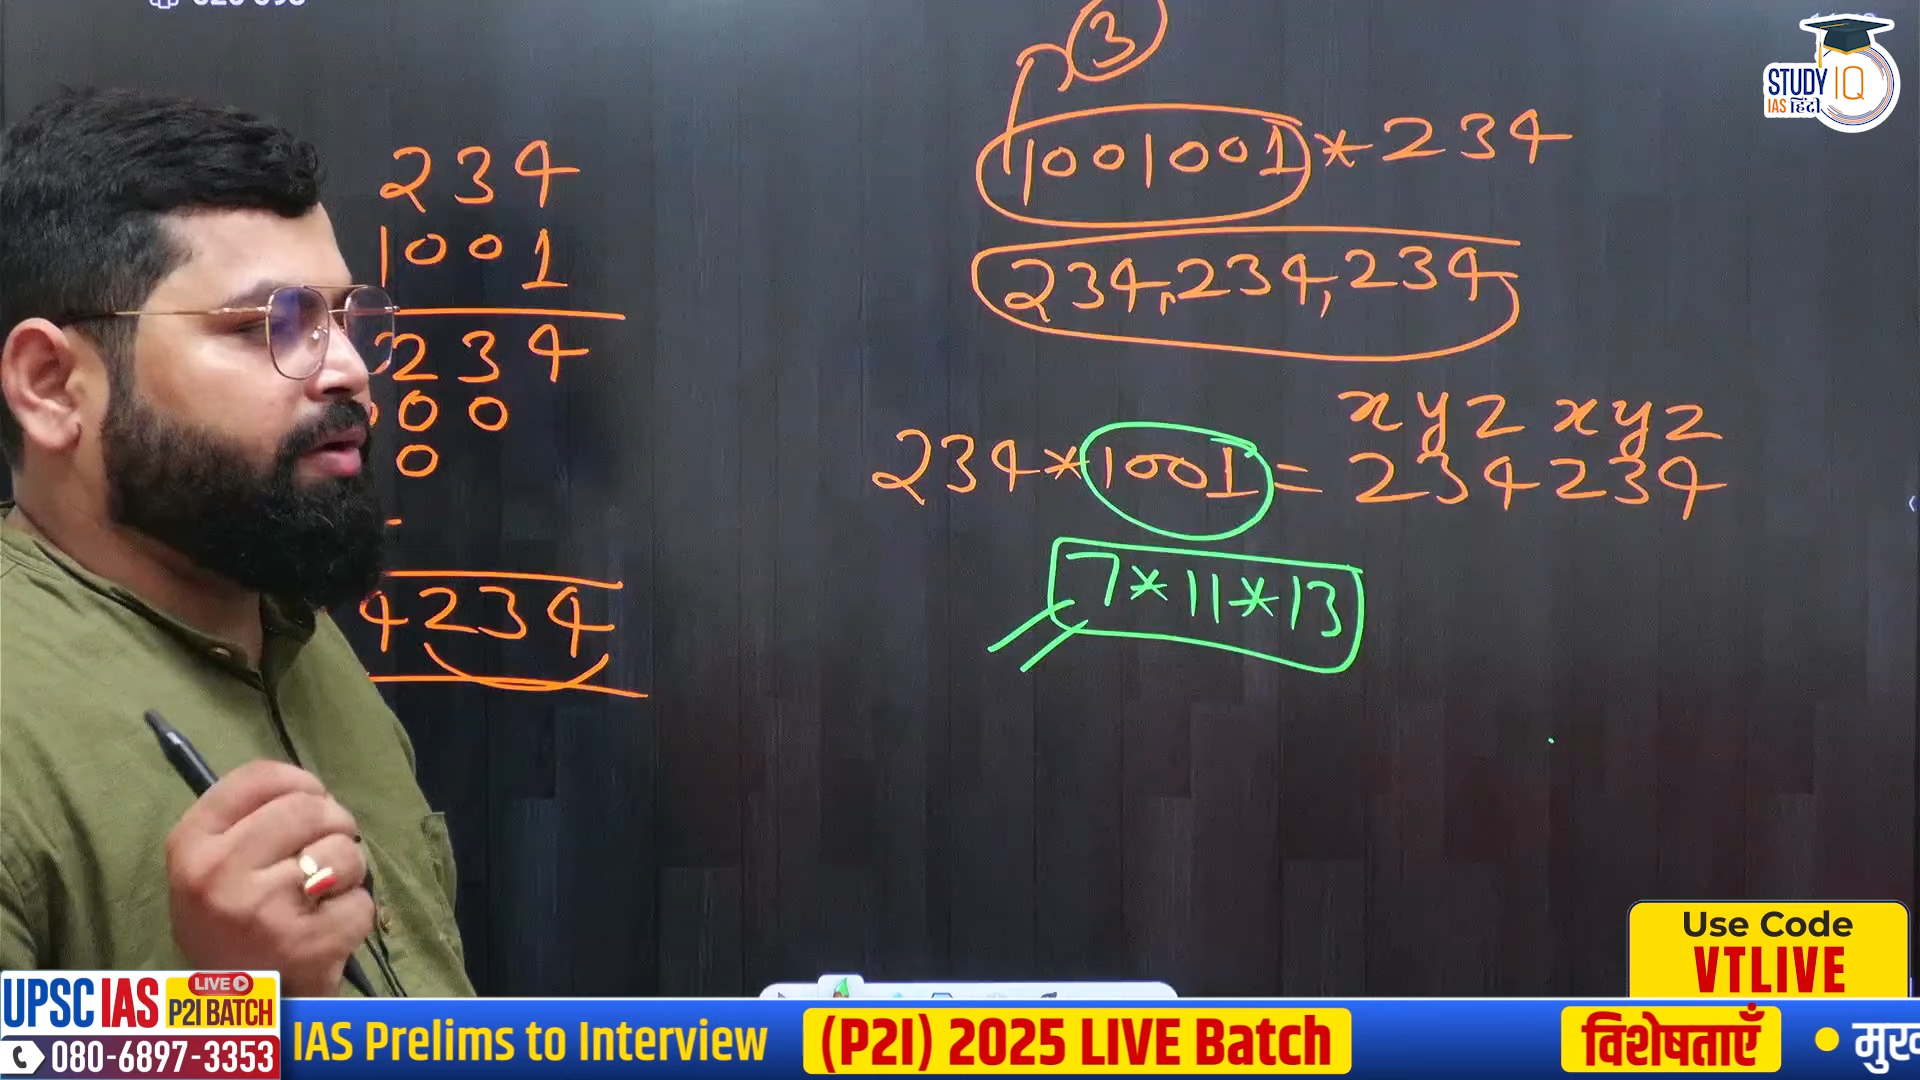 234
1001
234
00
0
-
4234
3
1001001*234
234,234,234
xyz xyz
234*1001=234234
7*11*13
STUDY IQ
IAS हिंदी
Use Code
VTLIVE
UPSC IAS LIVE P2I BATCH
080-6897-3353
IAS Prelims to Interview (P2I) 2025 LIVE Batch विशेषताएँ •